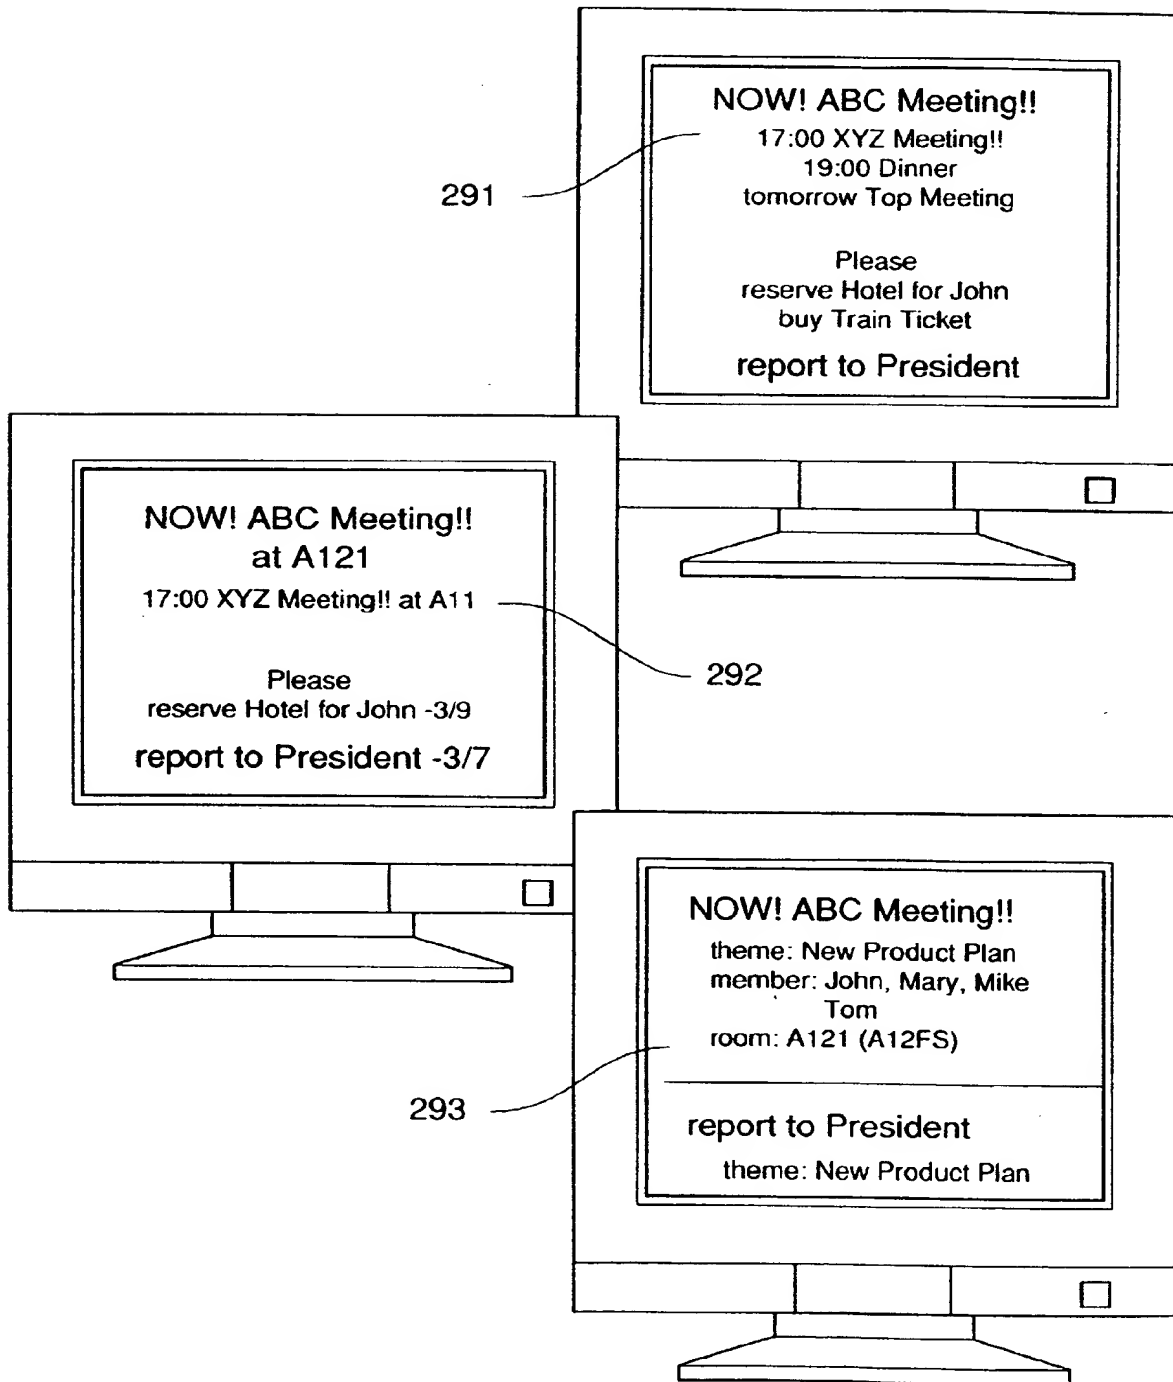 NOW! ABC Meeting!!
17:00 XYZ Meeting!!
19:00 Dinner
tomorrow Top Meeting
Please
reserve Hotel for John
buy Train Ticket
report to President
291
NOW! ABC Meeting!!
at A121
17:00 XYZ Meeting!! at A11
Please
reserve Hotel for John -3/9
report to President -3/7
292
NOW! ABC Meeting!!
theme: New Product Plan
member: John, Mary, Mike
Tom
room: A121 (A12FS)
report to President
theme: New Product Plan
293